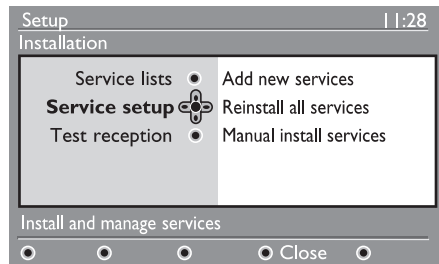 Setup 11:28
Installation
Service lists Add new services
Service setup Reinstall all services
Test reception Manual install services
Install and manage services
Close